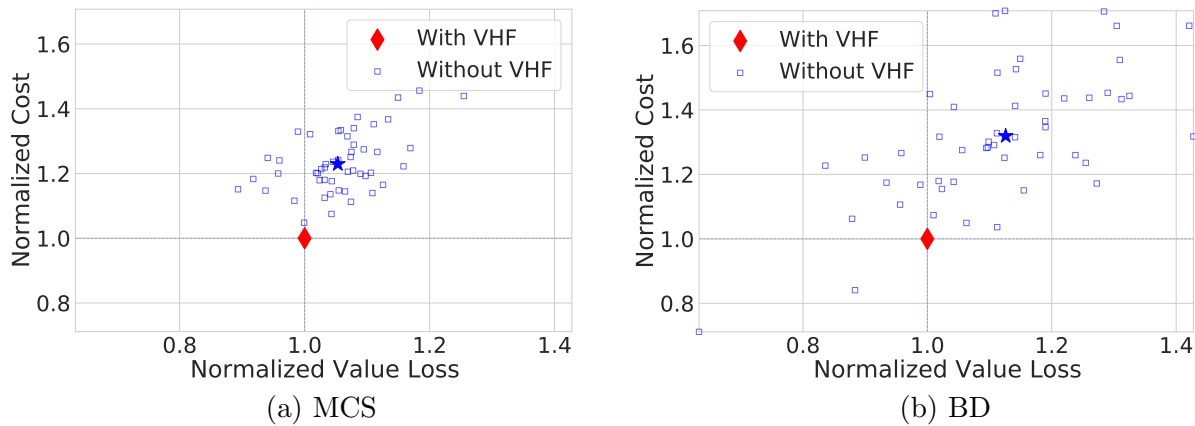 With VHF
Without VHF
1.6
1.4
1.2
1.0
0.8
Normalized Cost
0.8 1.0 1.2 1.4
Normalized Value Loss
(a) MCS
With VHF
Without VHF
1.6
1.4
1.2
1.0
0.8
Normalized Cost
0.8 1.0 1.2 1.4
Normalized Value Loss
(b) BD